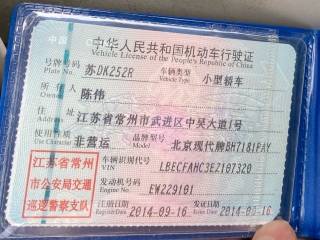 中华人民共和国机动车行驶证
Vehicle License of the People's Republic of China
号牌号码 苏DK252R 车辆类型 小型轿车
Plate No. Vehicle Type
所有人 陈伟
Owner
住址 江苏省常州市武进区中吴大道1号
Address
使用性质 非营运 品牌型号 北京现代牌BH7181PAY
Use Character Model
江苏省常州
市公安局交通
巡逻警察支队
车辆识别代号 LBECFAHC3EZ107320
VIN
发动机号码 EW229101
Engine No.
注册日期 2014-09-16 发证日期 2014-09-16
Register Date Issue Date